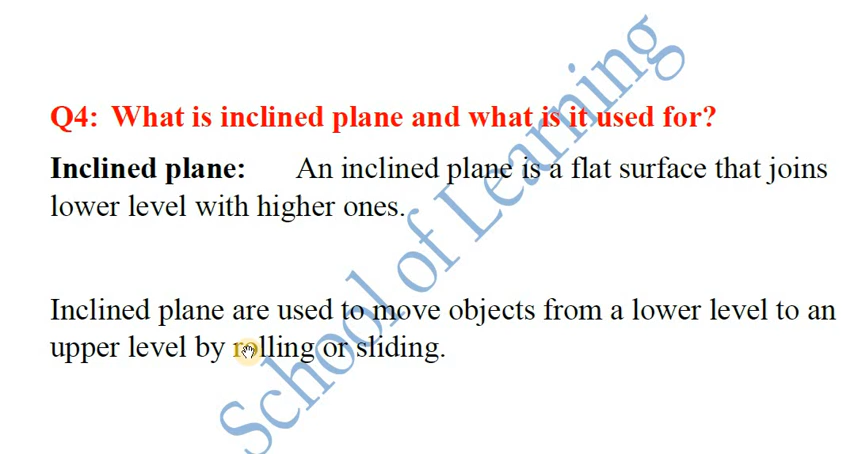 Q4: What is inclined plane and what is it used for?
Inclined plane: An inclined plane is a flat surface that joins
lower level with higher ones.
Inclined plane are used to move objects from a lower level to an
upper level by rolling or sliding.
School of Learning